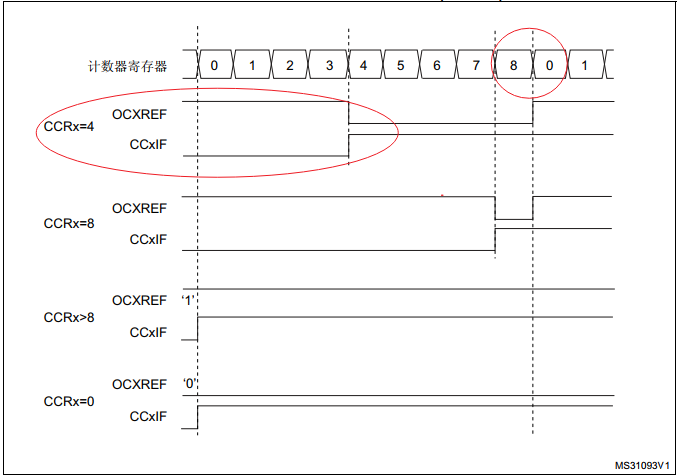 计数器寄存器 0 1 2 3 4 5 6 7 8 0 1
OCXREF
CCRx=4
CCxIF
OCXREF
CCRx=8
CCxIF
OCXREF ‘1’
CCRx>8
CCxIF
OCXREF ‘0’
CCRx=0
CCxIF
MS31093V1